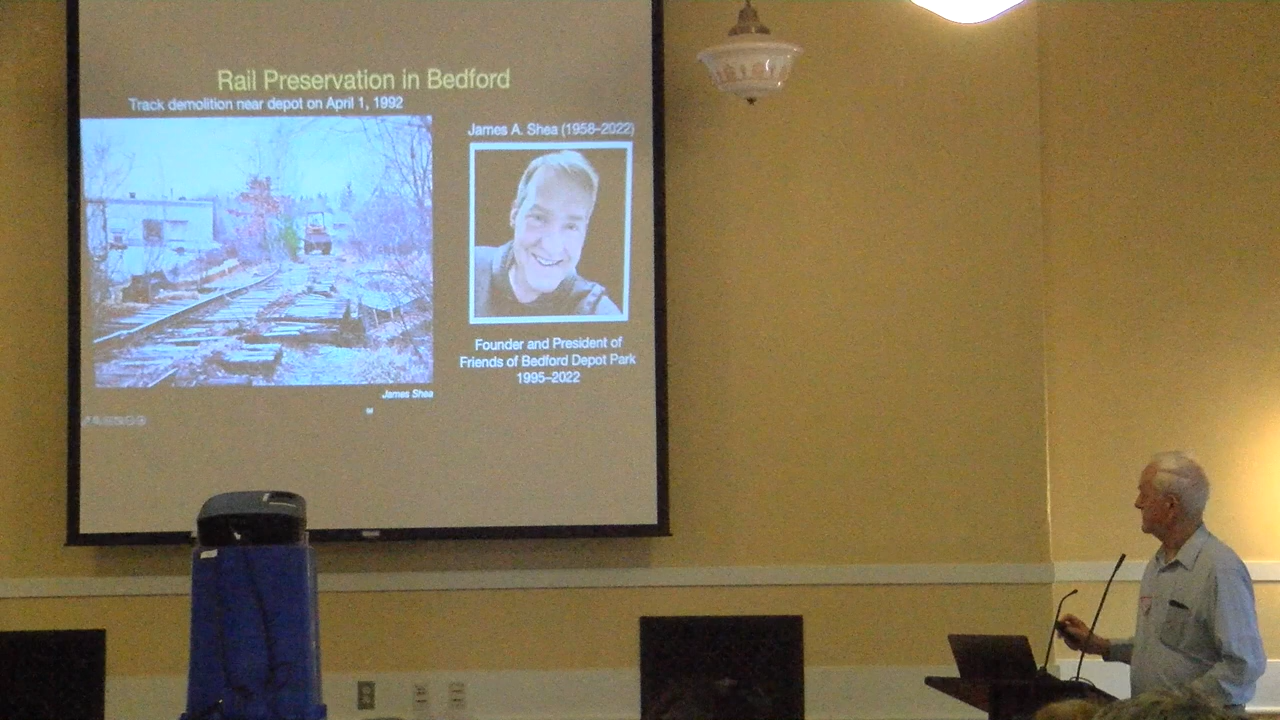 Rail Preservation in Bedford
Track demolition near depot on April 1, 1992
James A. Shea (1958–2022)
Founder and President of
Friends of Bedford Depot Park
1995–2022
James Shea